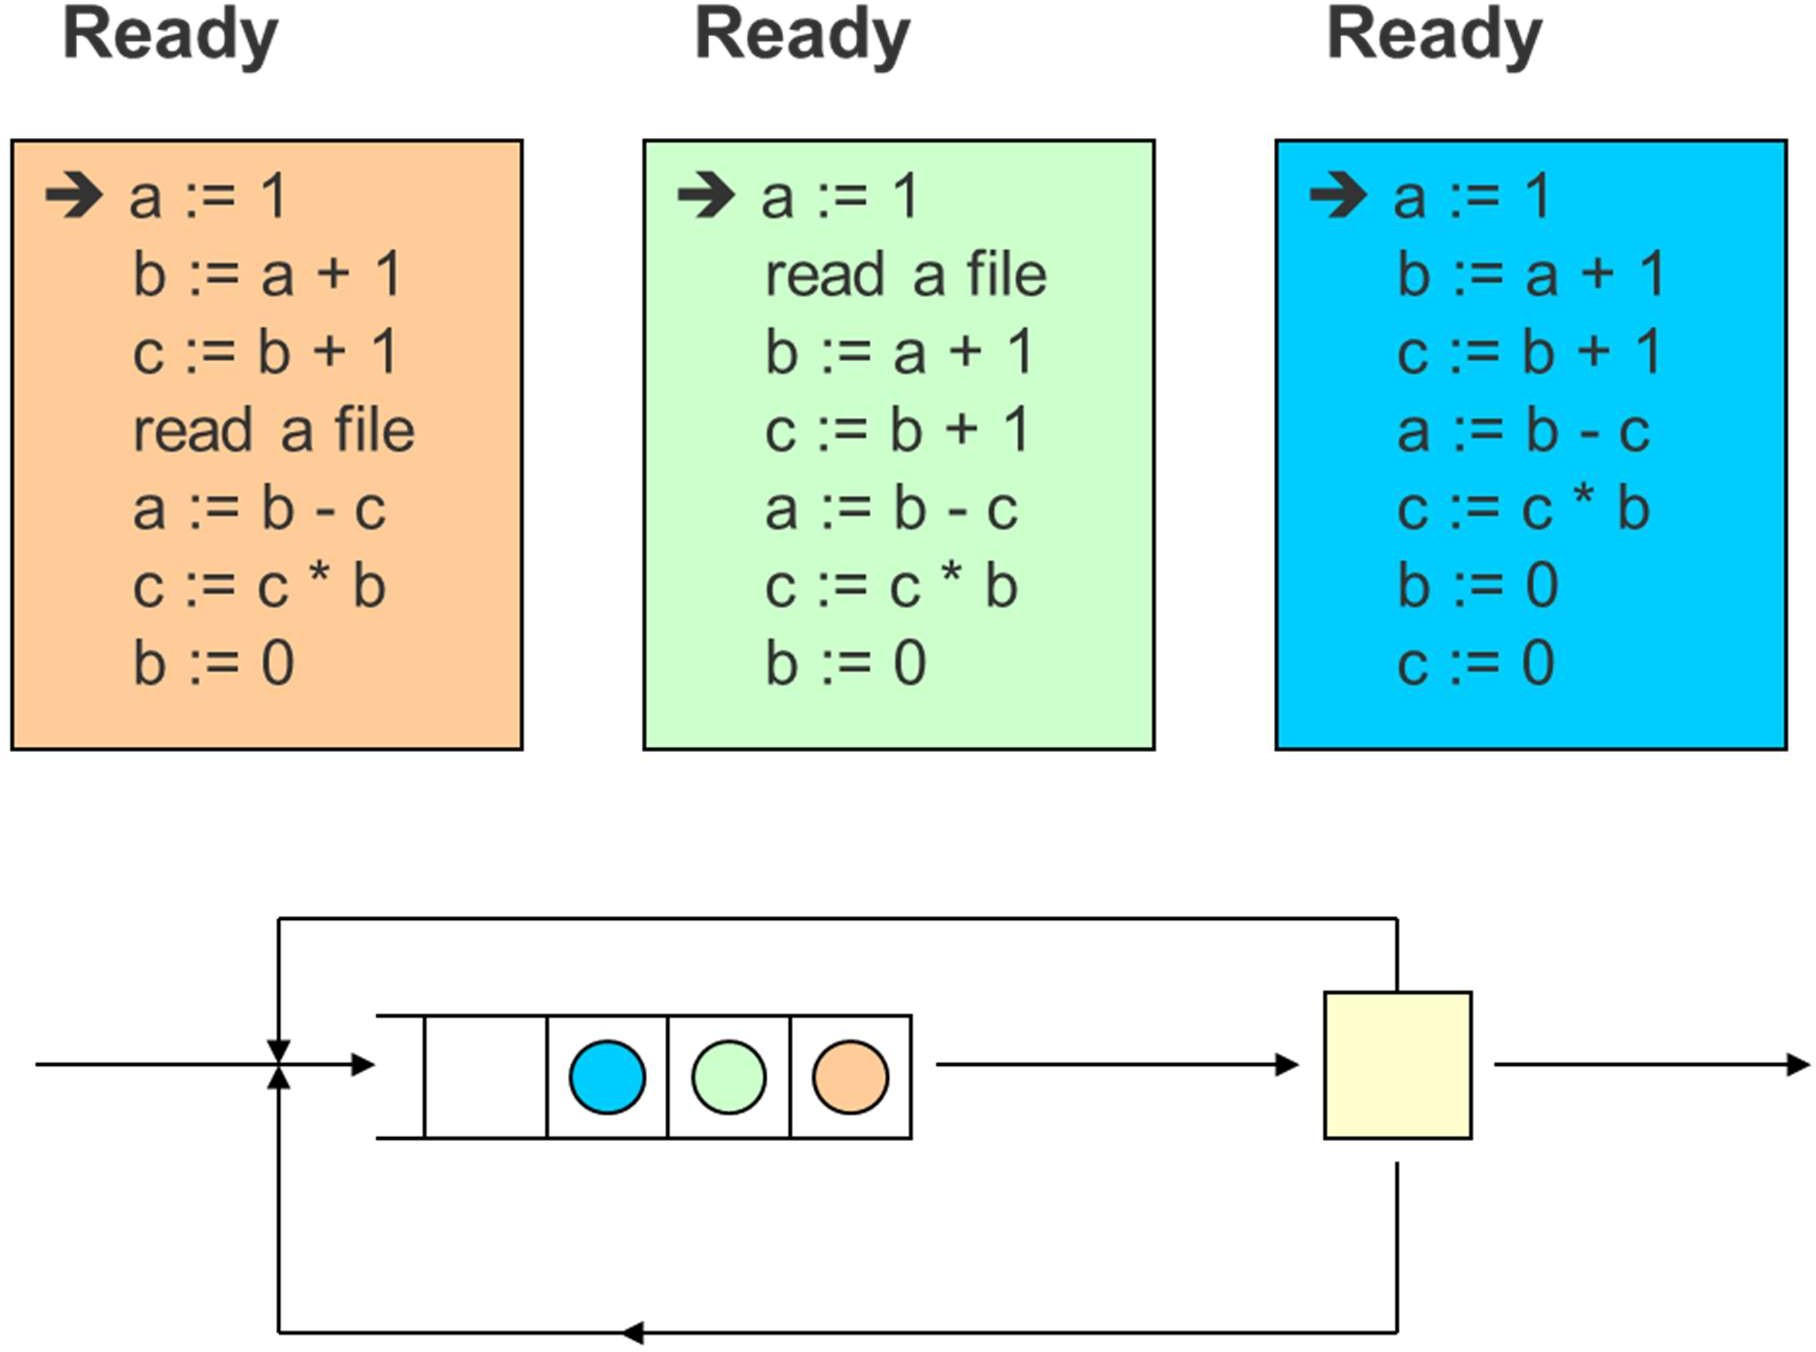 Ready
Ready
Ready
➔ a := 1
b := a + 1
c := b + 1
read a file
a := b - c
c := c * b
b := 0
➔ a := 1
read a file
b := a + 1
c := b + 1
a := b - c
c := c * b
b := 0
➔ a := 1
b := a + 1
c := b + 1
a := b - c
c := c * b
b := 0
c := 0